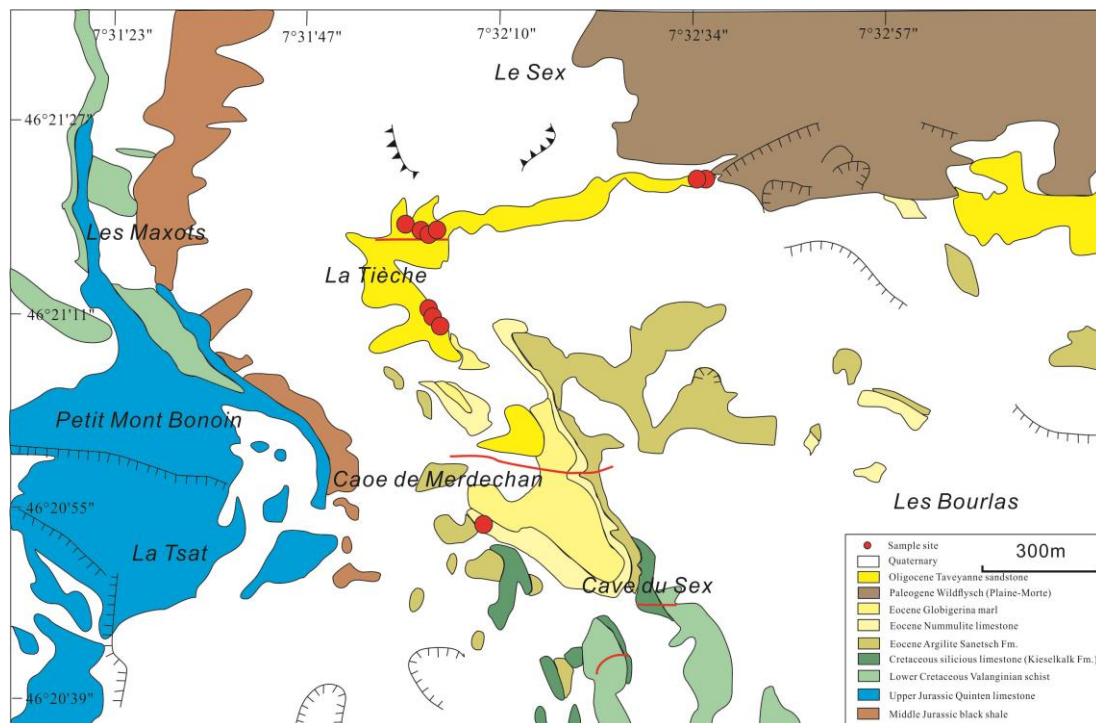 7°31'23"
7°31'47"
7°32'10"
7°32'34"
7°32'57"
Le Sex
46°21'27"
Les Maxots
La Tièche
46°21'11"
Petit Mont Bonoin
Caoe de Merdechan
46°20'55"
Les Bourlas
La Tsat
Cave du Sex
46°20'39"
300m
Sample site
Quaternary
Oligocene Taveyanne sandstone
Paleogene Wildflysch (Plaine-Morte)
Eocene Globigerina marl
Eocene Nummulite limestone
Eocene Argilite Sanetsch Fm.
Cretaceous silicious limestone (Kieselkalk Fm.)
Lower Cretaceous Valanginian schist
Upper Jurassic Quinten limestone
Middle Jurassic black shale